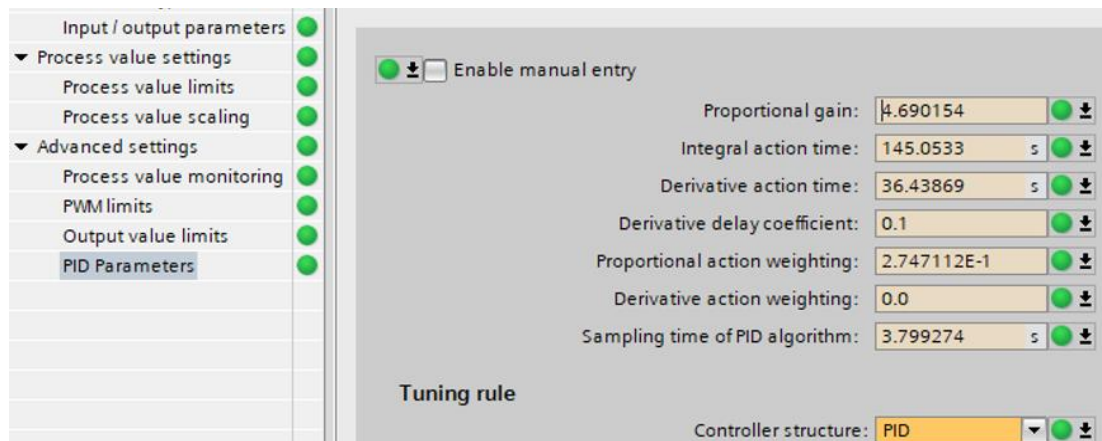 Input / output parameters
Process value settings
Process value limits
Process value scaling
Advanced settings
Process value monitoring
PWM limits
Output value limits
PID Parameters
Enable manual entry
Proportional gain: 4.690154
Integral action time: 145.0533 s
Derivative action time: 36.43869 s
Derivative delay coefficient: 0.1
Proportional action weighting: 2.747112E-1
Derivative action weighting: 0.0
Sampling time of PID algorithm: 3.799274 s
Tuning rule
Controller structure: PID